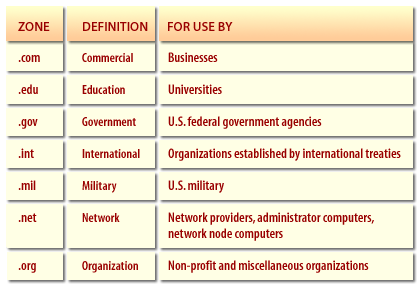 ZONE DEFINITION FOR USE BY
.com Commercial Businesses
.edu Education Universities
.gov Government U.S. federal government agencies
.int International Organizations established by international treaties
.mil Military U.S. military
.net Network Network providers, administrator computers,
network node computers
.org Organization Non-profit and miscellaneous organizations